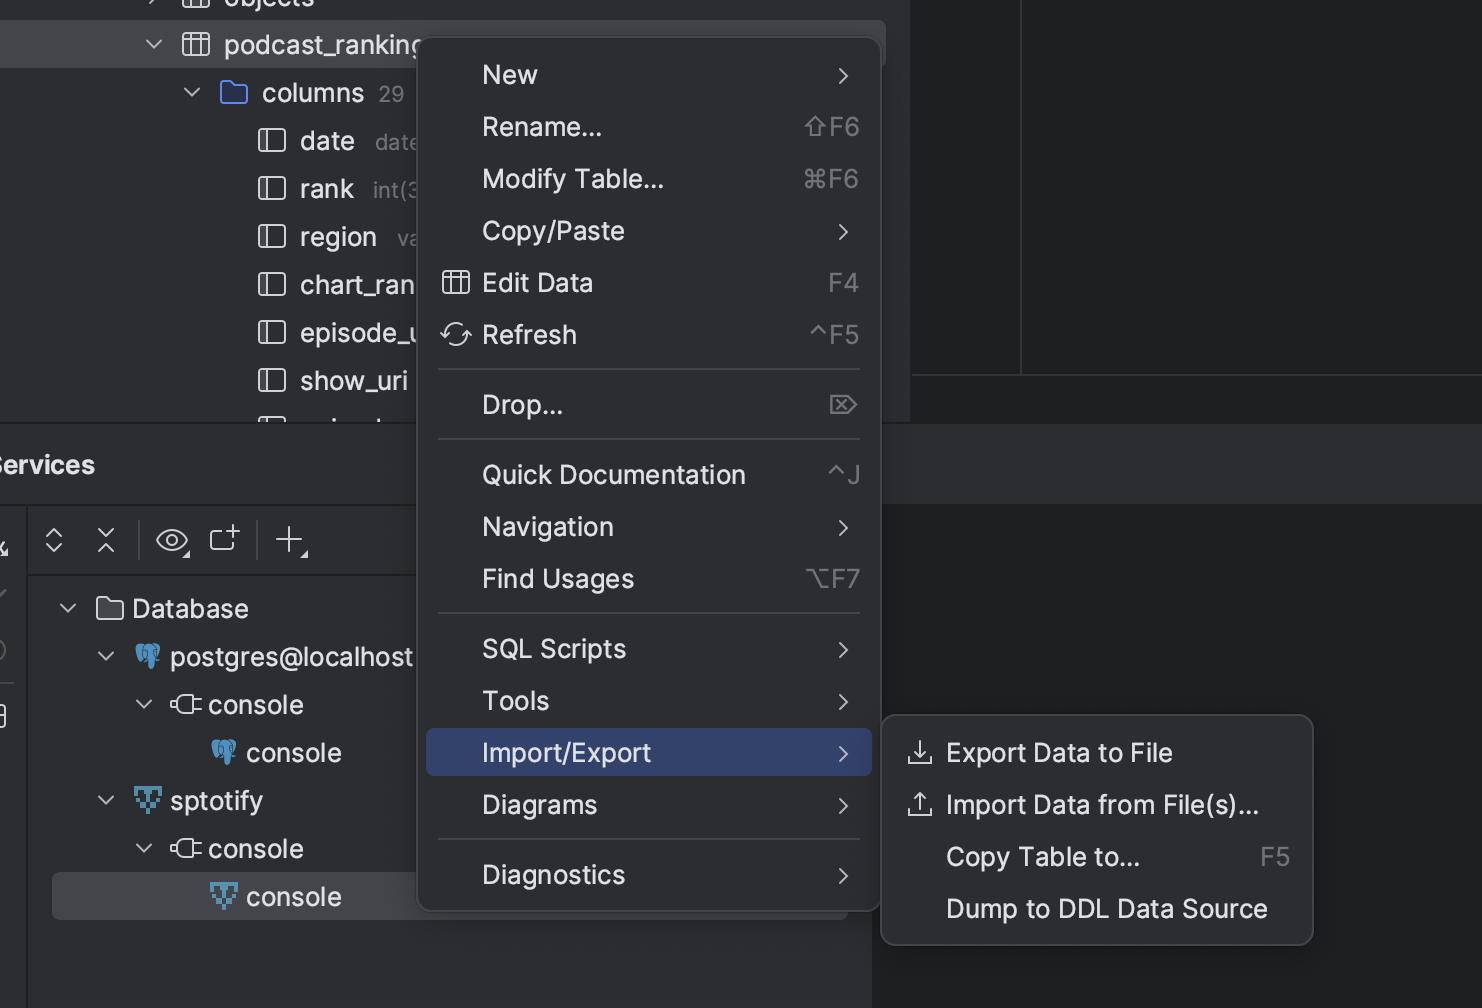 objects
podcast_ranking
columns 29
date date
rank int(3
region va
chart_ran
episode_u
show_uri
New
Rename... ⇧F6
Modify Table... ⌘F6
Copy/Paste
Edit Data F4
Refresh ^F5
Drop... ⌦
Quick Documentation ^J
Navigation
Find Usages ⌥F7
SQL Scripts
Tools
Import/Export
Diagrams
Diagnostics
Export Data to File
Import Data from File(s)...
Copy Table to... F5
Dump to DDL Data Source
Services
Database
postgres@localhost
console
console
sptotify
console
console